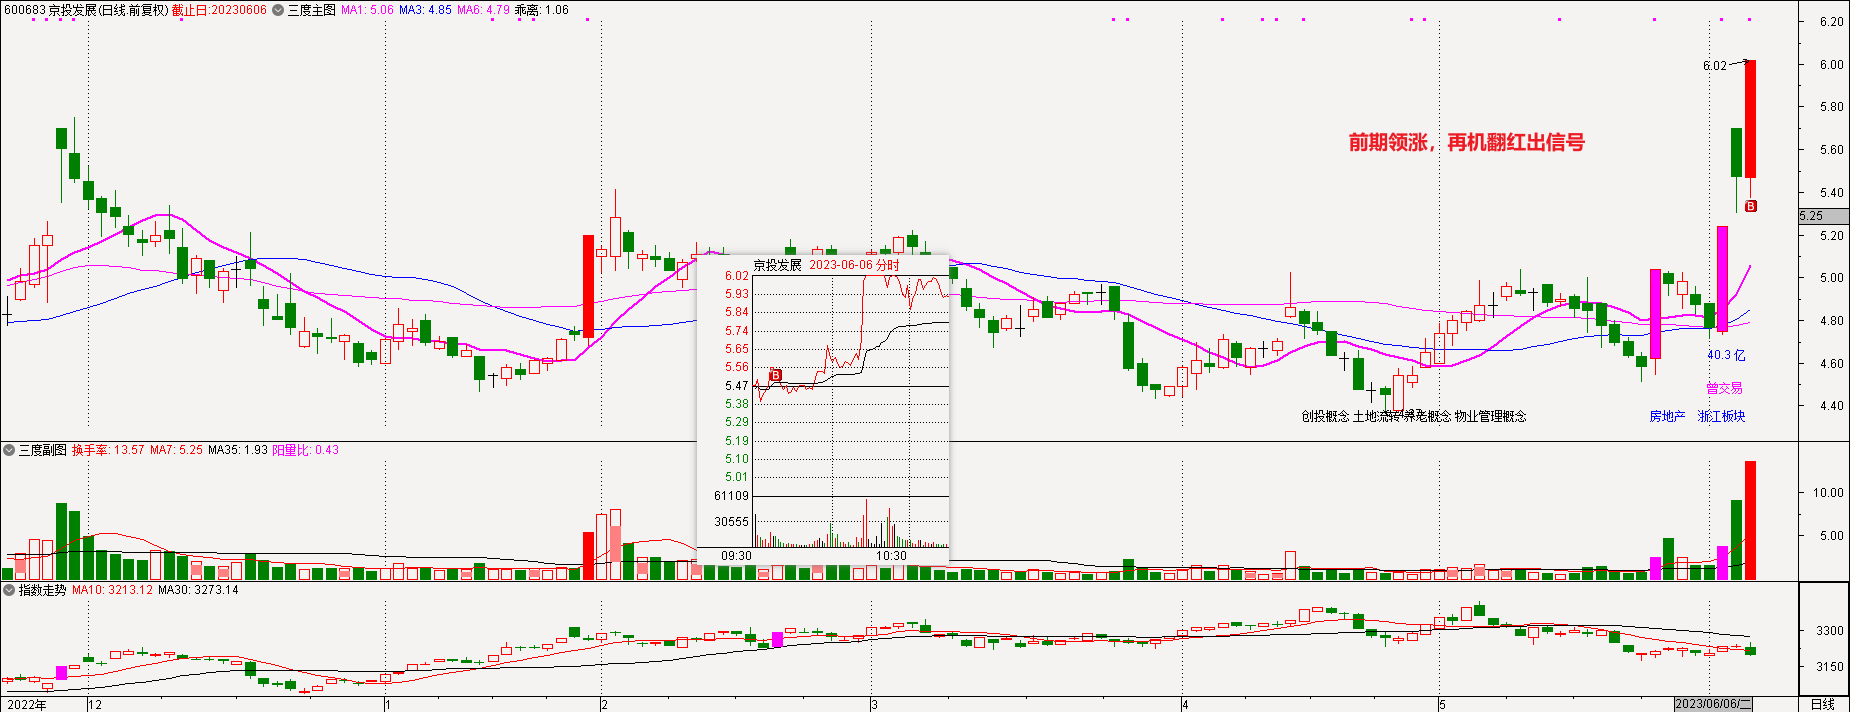 600683 京投发展(日线.前复权) 截止日:20230606 三度主图 MA1: 5.06 MA3: 4.85 MA6: 4.79 乖离: 1.06
6.20
6.02
6.00
5.80
前期领涨，再机翻红出信号
5.60
5.40
B
5.25
5.20
5.00
4.80
40.3 亿
4.60
曾交易
4.40
创投概念 土地流转 养老概念 物业管理概念
房地产 浙江板块
京投发展 2023-06-06 分时
6.02
5.93
5.84
5.74
5.65
5.56
B
5.47
5.38
5.29
5.19
5.10
5.01
61109
30555
09:30 10:30
三度副图 换手率: 13.57 MA7: 5.25 MA35: 1.93 阳量比: 0.43
10.00
5.00
指数走势 MA10: 3213.12 MA30: 3273.14
3300
3150
2022年 12 1 2 3 4 5 2023/06/06/二 日线